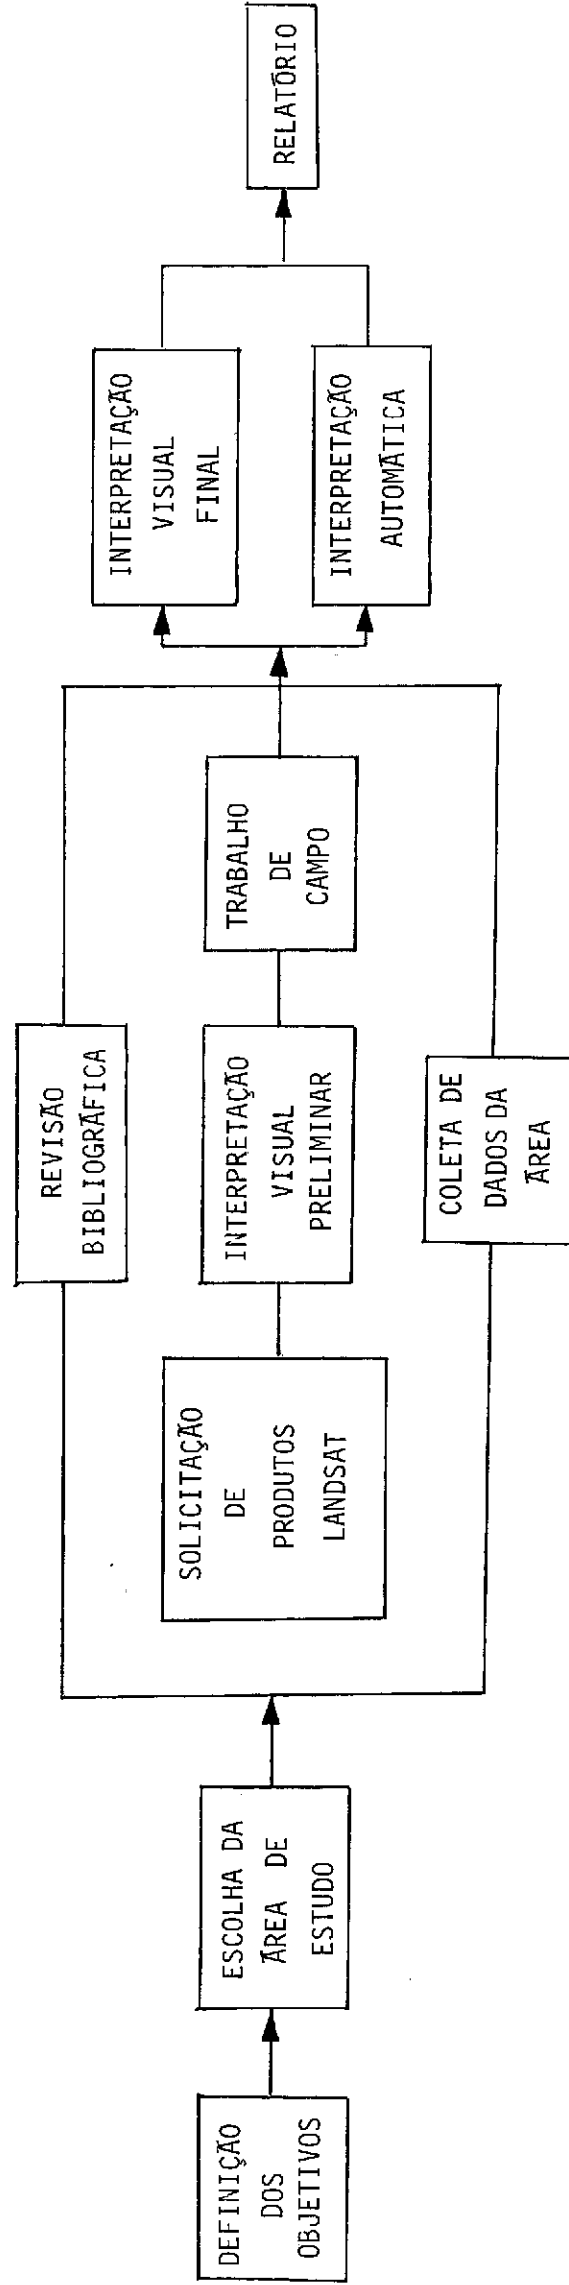 DEFINIÇÃO
DOS
OBJETIVOS
ESCOLHA DA
ÁREA DE
ESTUDO
REVISÃO
BIBLIOGRÁFICA
SOLICITAÇÃO
DE
PRODUTOS
LANDSAT
INTERPRETAÇÃO
VISUAL
PRELIMINAR
TRABALHO
DE
CAMPO
COLETA DE
DADOS DA
ÁREA
INTERPRETAÇÃO
VISUAL
FINAL
INTERPRETAÇÃO
AUTOMÁTICA
RELATÓRIO